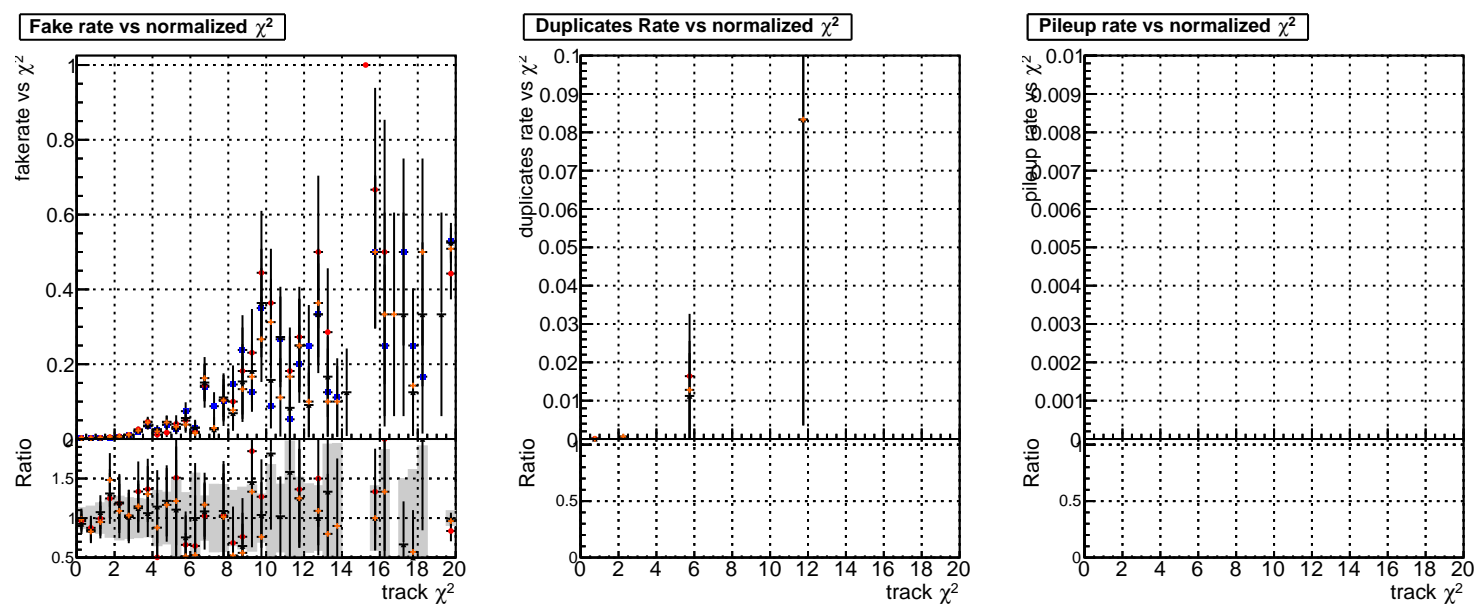 Fake rate vs normalized χ²
fakerate vs χ²
1
0.8
0.6
0.4
0.2
0
Ratio
1.5
1
0.5
0 2 4 6 8 10 12 14 16 18 20
track χ²
Duplicates Rate vs normalized χ²
duplicates rate vs χ²
0.1
0.09
0.08
0.07
0.06
0.05
0.04
0.03
0.02
0.01
0
Ratio
1
0.5
0
0 2 4 6 8 10 12 14 16 18 20
track χ²
Pileup rate vs normalized χ²
pileup rate vs χ²
0.01
0.009
0.008
0.007
0.006
0.005
0.004
0.003
0.002
0.001
0
Ratio
1
0.5
0
0 2 4 6 8 10 12 14 16 18 20
track χ²